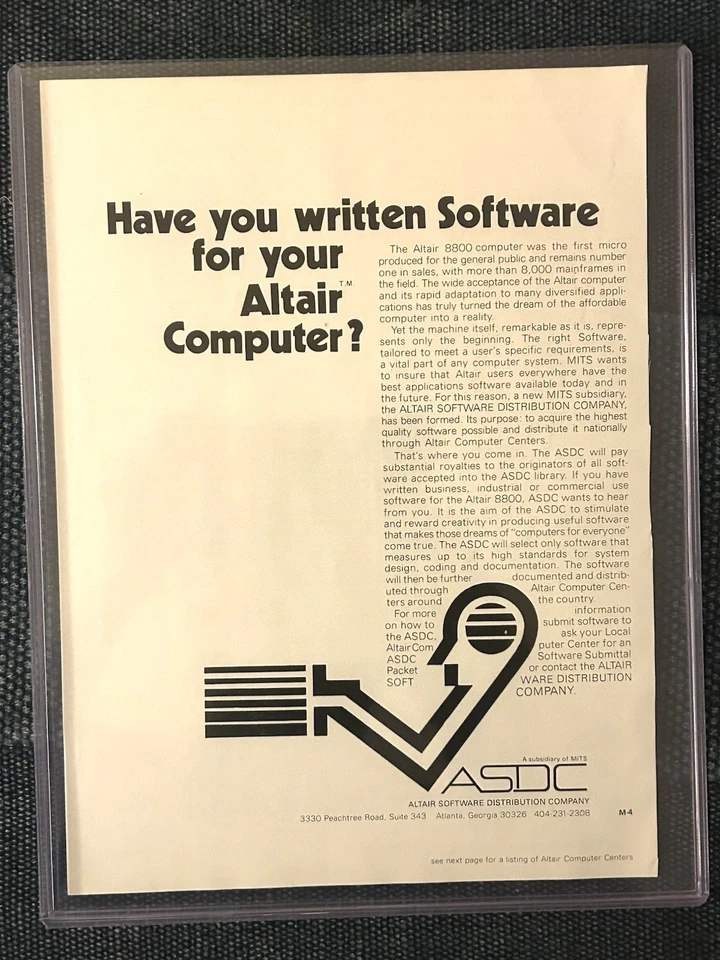 Have you written Software
for your
Altair™
Computer?
The Altair 8800 computer was the first micro
produced for the general public and remains number
one in sales, with more than 8,000 mainframes in
the field. The wide acceptance of the Altair computer
and its rapid adaptation to many diversified appli-
cations has truly turned the dream of the affordable
computer into a reality.
Yet the machine itself, remarkable as it is, repre-
sents only the beginning. The right Software,
tailored to meet a user's specific requirements, is
a vital part of any computer system. MITS wants
to insure that Altair users everywhere have the
best applications software available today and in
the future. For this reason, a new MITS subsidiary,
the ALTAIR SOFTWARE DISTRIBUTION COMPANY,
has been formed. Its purpose: to acquire the highest
quality software possible and distribute it nationally
through Altair Computer Centers.
That's where you come in. The ASDC will pay
substantial royalties to the originators of all soft-
ware accepted into the ASDC library. If you have
written business, industrial or commercial use
software for the Altair 8800, ASDC wants to hear
from you. It is the aim of the ASDC to stimulate
and reward creativity in producing useful software
that makes those dreams of "computers for everyone"
come true. The ASDC will select only software that
measures up to its high standards for system
design, coding and documentation. The software
will then be further documented and distrib-
uted through Altair Computer Cen-
ters around the country.
For more information
on how to submit software to
the ASDC, ask your Local
Altair Com puter Center for an
ASDC Software Submittal
Packet or contact the ALTAIR
SOFT WARE DISTRIBUTION
COMPANY.
A subsidiary of MITS
ASDC
ALTAIR SOFTWARE DISTRIBUTION COMPANY
3330 Peachtree Road, Suite 343 Atlanta, Georgia 30326 404-231-2308 M-4
see next page for a listing of Altair Computer Centers